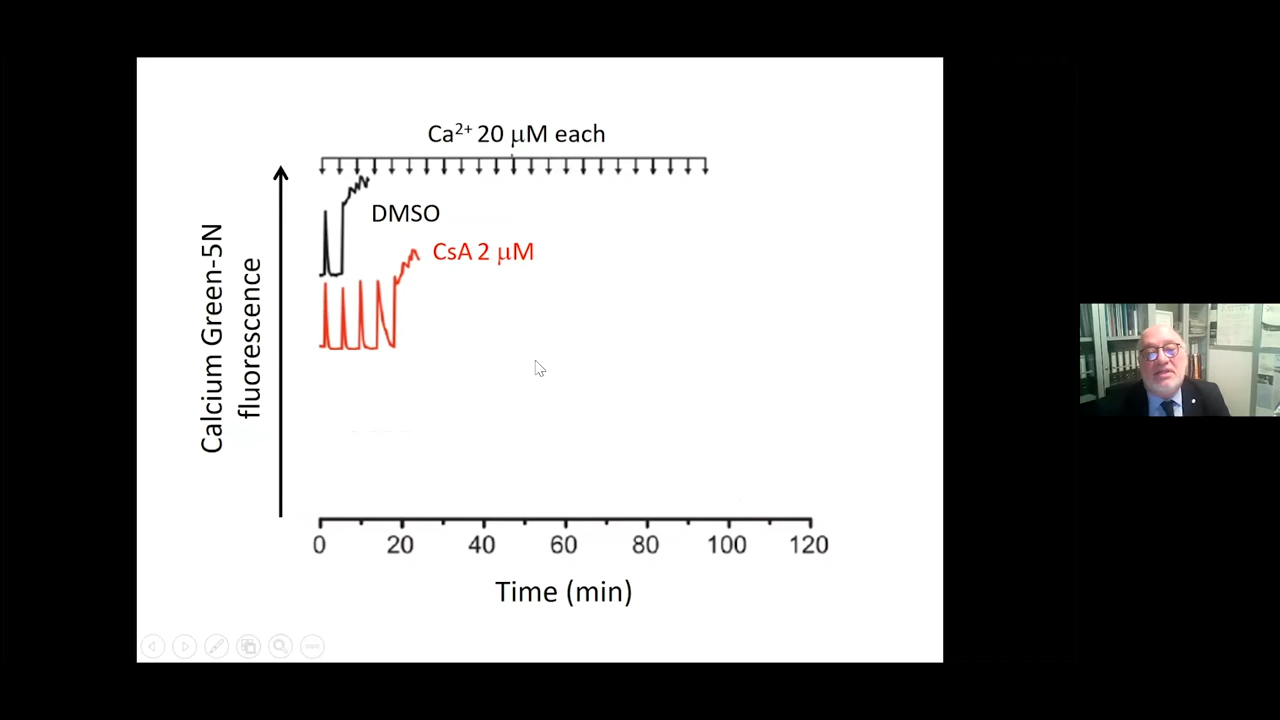 Ca²⁺ 20 μM each
DMSO
CsA 2 μM
Calcium Green-5N
fluorescence
0 20 40 60 80 100 120
Time (min)